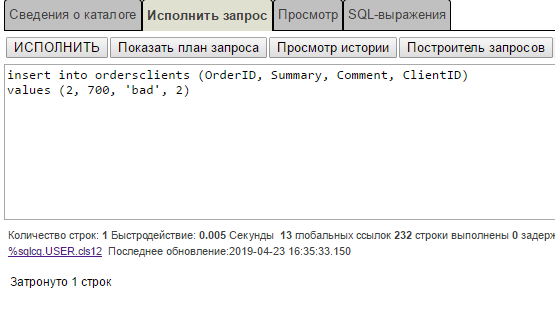 Сведения о каталоге Исполнить запрос Просмотр SQL-выражения
ИСПОЛНИТЬ Показать план запроса Просмотр истории Построитель запросов
insert into ordersclients (OrderID, Summary, Comment, ClientID)
values (2, 700, 'bad', 2)
Количество строк: 1 Быстродействие: 0.005 Секунды 13 глобальных ссылок 232 строки выполнены 0 задерж
%sqlcq.USER.cls12 Последнее обновление:2019-04-23 16:35:33.150
Затронуто 1 строк